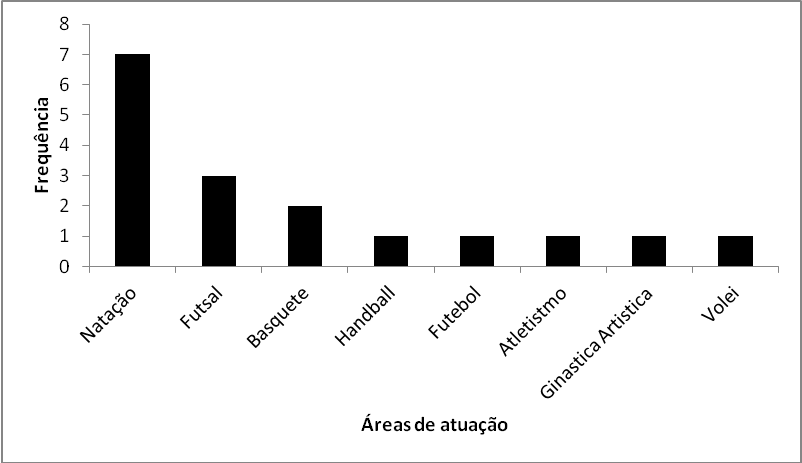 8
7
6
5
4
3
2
1
0
Frequência
Natação
Futsal
Basquete
Handball
Futebol
Atletistmo
Ginastica Artistica
Volei
Áreas de atuação